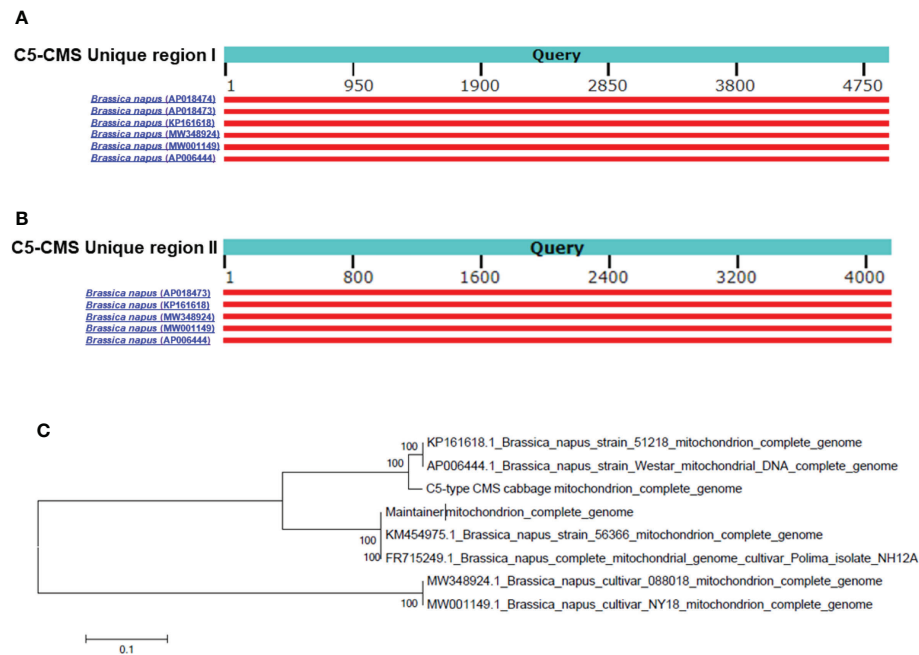 A
C5-CMS Unique region I
Query
1 950 1900 2850 3800 4750
Brassica napus (AP018474)
Brassica napus (AP018473)
Brassica napus (KP161618)
Brassica napus (MW348924)
Brassica napus (MW001149)
Brassica napus (AP006444)
B
C5-CMS Unique region II
Query
1 800 1600 2400 3200 4000
Brassica napus (AP018473)
Brassica napus (KP161618)
Brassica napus (MW348924)
Brassica napus (MW001149)
Brassica napus (AP006444)
C
100 KP161618.1_Brassica_napus_strain_51218_mitochondrion_complete_genome
100 AP006444.1_Brassica_napus_strain_Westar_mitochondrial_DNA_complete_genome
C5-type CMS cabbage mitochondrion_complete_genome
Maintainer mitochondrion_complete_genome
100 KM454975.1_Brassica_napus_strain_56366_mitochondrion_complete_genome
100 FR715249.1_Brassica_napus_complete_mitochondrial_genome_cultivar_Polima_isolate_NH12A
MW348924.1_Brassica_napus_cultivar_088018_mitochondrion_complete_genome
100 MW001149.1_Brassica_napus_cultivar_NY18_mitochondrion_complete_genome
0.1